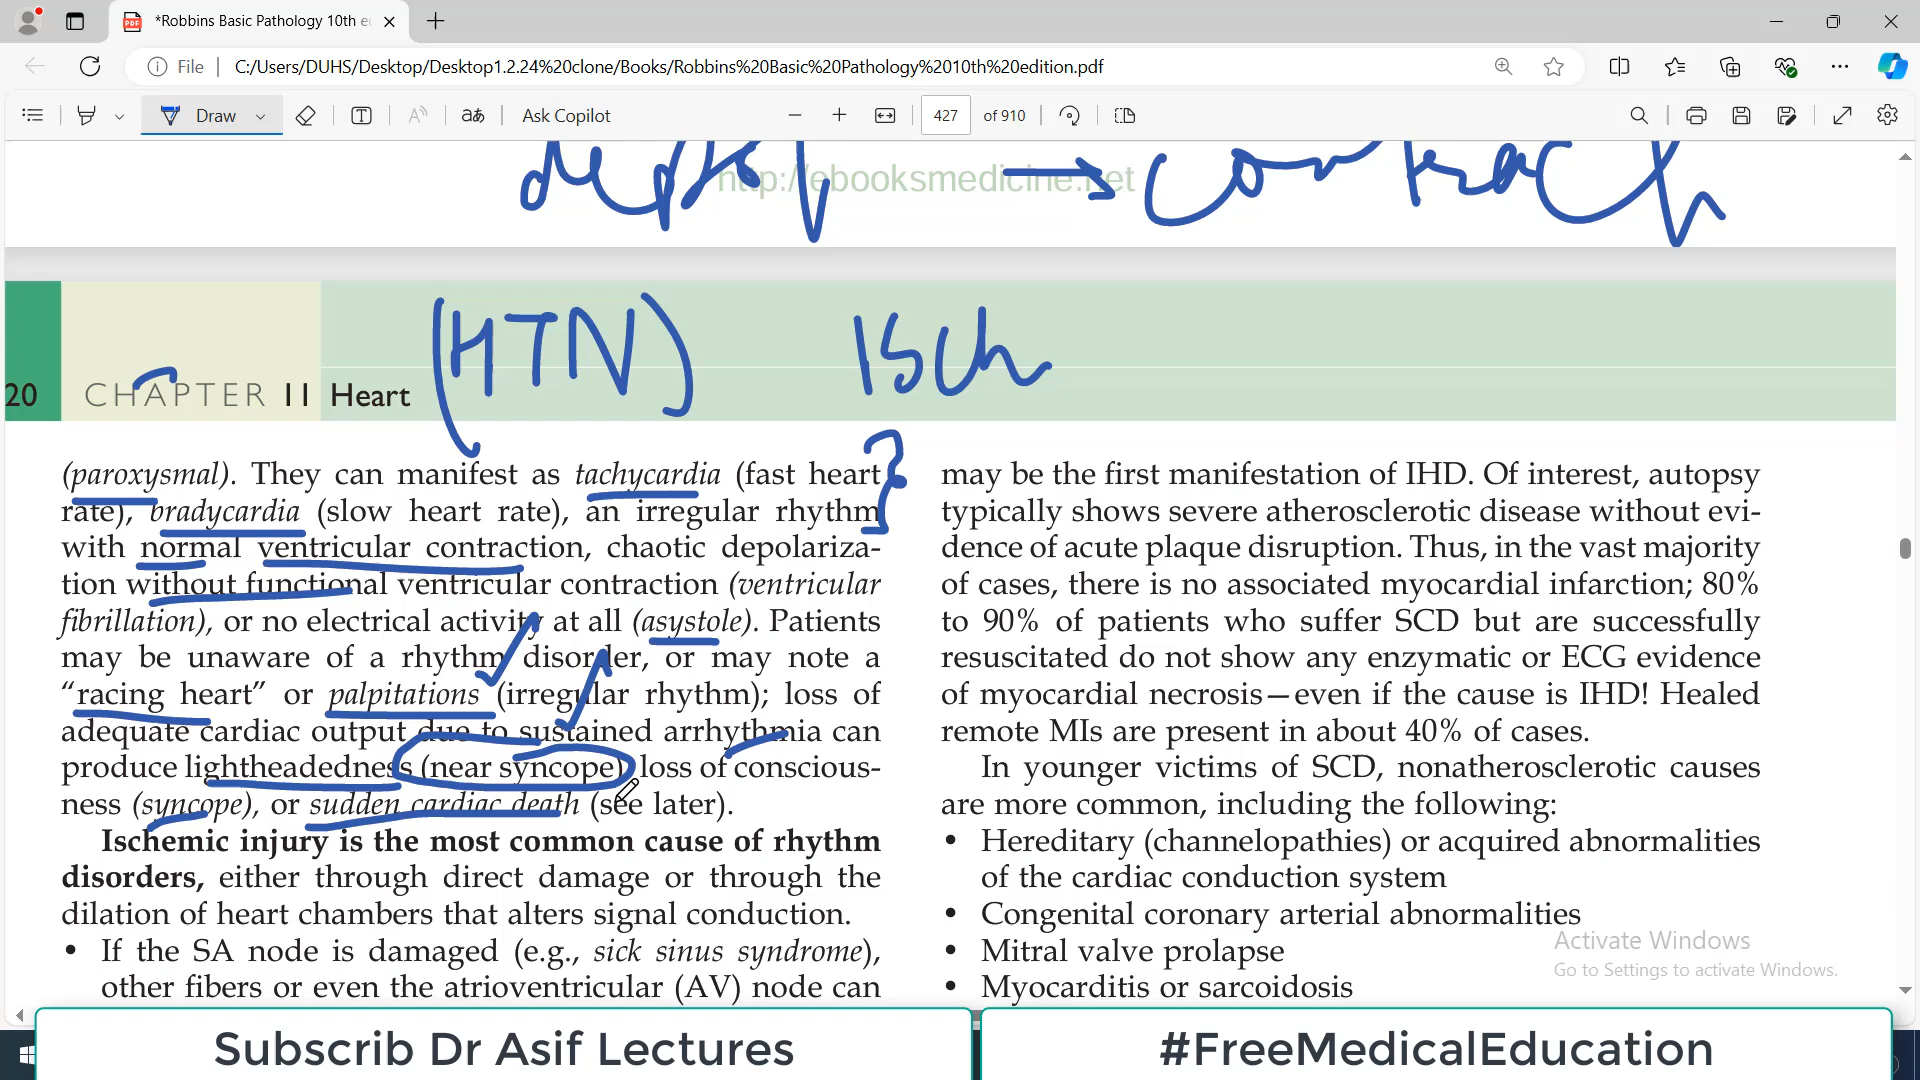 *Robbins Basic Pathology 10th e
File
C:/Users/DUHS/Desktop/Desktop1.2.24%20clone/Books/Robbins%20Basic%20Pathology%2010th%20edition.pdf
Draw
Ask Copilot
427 of 910
http://ebooksmedicine.net
→ contract
(HTN) ISch
20 CHAPTER 11 Heart
(paroxysmal). They can manifest as tachycardia (fast heart
rate), bradycardia (slow heart rate), an irregular rhythm
with normal ventricular contraction, chaotic depolariza-
tion without functional ventricular contraction (ventricular
fibrillation), or no electrical activity at all (asystole). Patients
may be unaware of a rhythm disorder, or may note a
“racing heart” or palpitations (irregular rhythm); loss of
adequate cardiac output due to sustained arrhythmia can
produce lightheadedness (near syncope), loss of conscious-
ness (syncope), or sudden cardiac death (see later).
Ischemic injury is the most common cause of rhythm
disorders, either through direct damage or through the
dilation of heart chambers that alters signal conduction.
• If the SA node is damaged (e.g., sick sinus syndrome),
other fibers or even the atrioventricular (AV) node can
may be the first manifestation of IHD. Of interest, autopsy
typically shows severe atherosclerotic disease without evi-
dence of acute plaque disruption. Thus, in the vast majority
of cases, there is no associated myocardial infarction; 80%
to 90% of patients who suffer SCD but are successfully
resuscitated do not show any enzymatic or ECG evidence
of myocardial necrosis—even if the cause is IHD! Healed
remote MIs are present in about 40% of cases.
In younger victims of SCD, nonatherosclerotic causes
are more common, including the following:
• Hereditary (channelopathies) or acquired abnormalities
of the cardiac conduction system
• Congenital coronary arterial abnormalities
• Mitral valve prolapse
• Myocarditis or sarcoidosis
Activate Windows
Go to Settings to activate Windows.
Subscrib Dr Asif Lectures
#FreeMedicalEducation